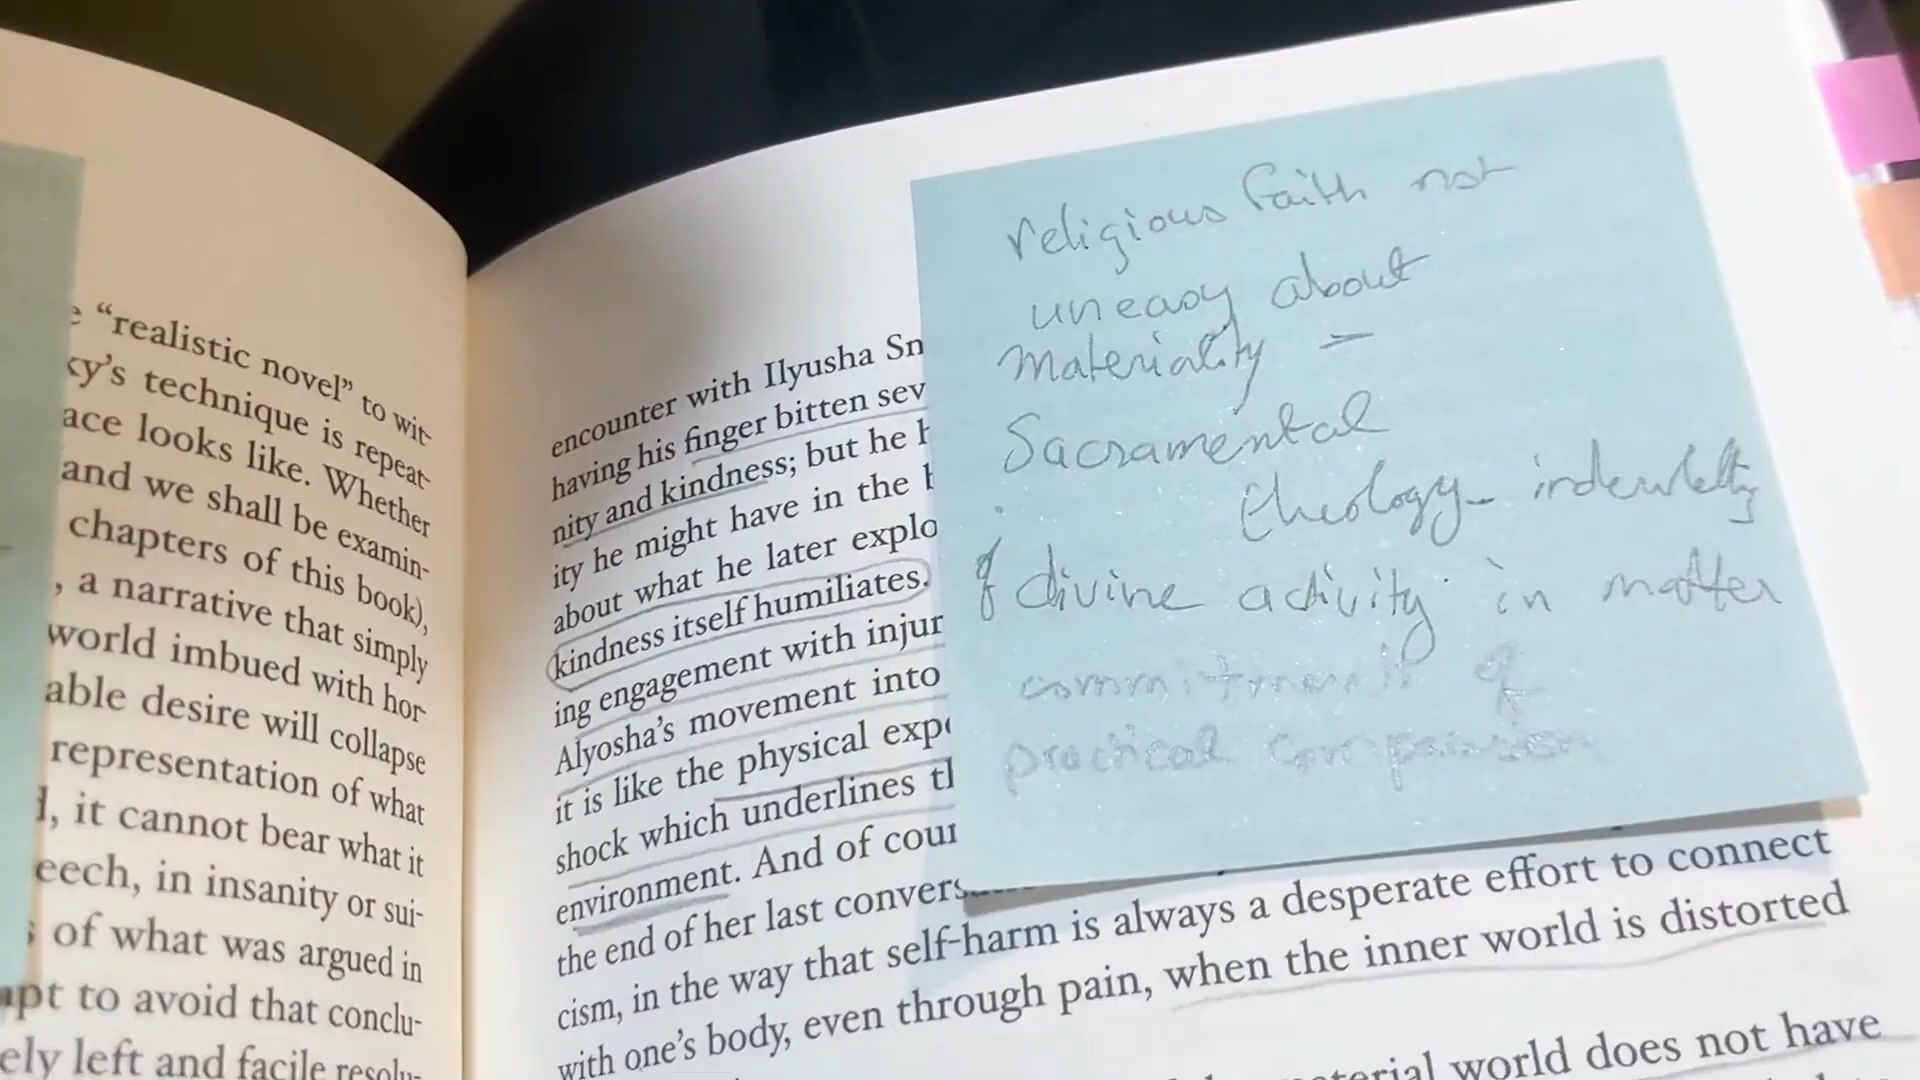 "realistic novel" to wit-
ky's technique is repeat-
ace looks like. Whether
and we shall be examin-
chapters of this book),
, a narrative that simply
world imbued with hor-
able desire will collapse
representation of what
, it cannot bear what it
eech, in insanity or sui-
of what was argued in
apt to avoid that conclu-
ely left and facile resolu-
encounter with Ilyusha Sn
having his finger bitten sev
nity and kindness; but he h
ity he might have in the
about what he later explo
kindness itself humiliates.
ing engagement with injur
Alyosha's movement into
it is like the physical exp
shock which underlines th
environment. And of cour
the end of her last convers
cism, in the way that self-harm is always a desperate effort to connect
with one's body, even through pain, when the inner world is distorted
material world does not have
religious faith not
uneasy about
materiality –
Sacramental
theology –
of divine activity in matter
commitment of
practical compassion